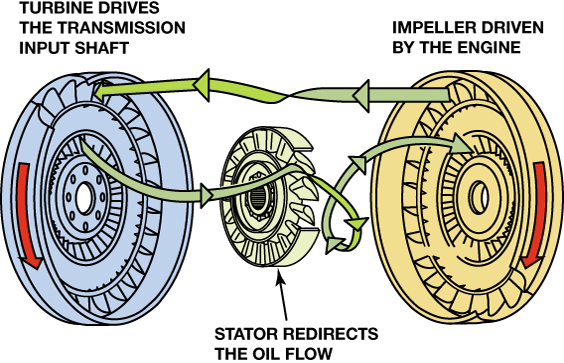 TURBINE DRIVES
THE TRANSMISSION
INPUT SHAFT
IMPELLER DRIVEN
BY THE ENGINE
STATOR REDIRECTS
THE OIL FLOW